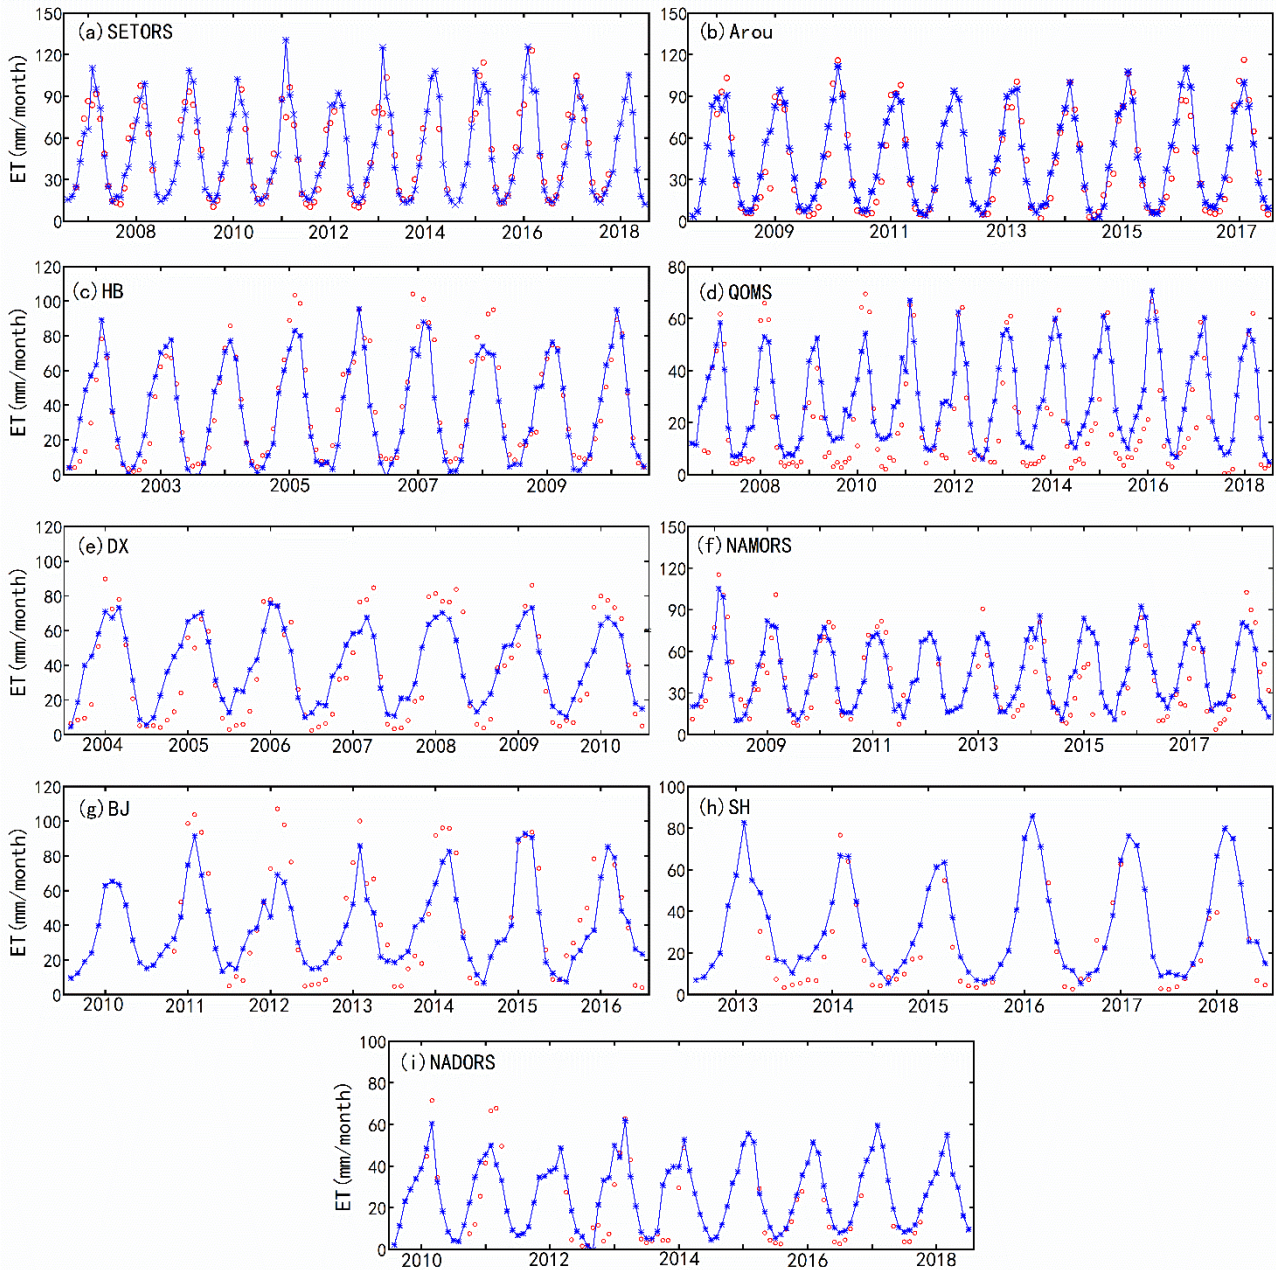 (a) SETORS
ET (mm/month)
150
120
90
60
30
0
2008 2010 2012 2014 2016 2018
(b) Arou
150
120
90
60
30
0
2009 2011 2013 2015 2017
(c) HB
ET (mm/month)
120
100
80
60
40
20
0
2003 2005 2007 2009
(d) QOMS
80
60
40
20
0
2008 2010 2012 2014 2016 2018
(e) DX
ET (mm/month)
120
100
80
60
40
20
0
2004 2005 2006 2007 2008 2009 2010
(f) NAMORS
150
120
90
60
30
0
2009 2011 2013 2015 2017
(g) BJ
ET (mm/month)
120
100
80
60
40
20
0
2010 2011 2012 2013 2014 2015 2016
(h) SH
100
80
60
40
20
0
2013 2014 2015 2016 2017 2018
(i) NADORS
ET (mm/month)
100
80
60
40
20
0
2010 2012 2014 2016 2018